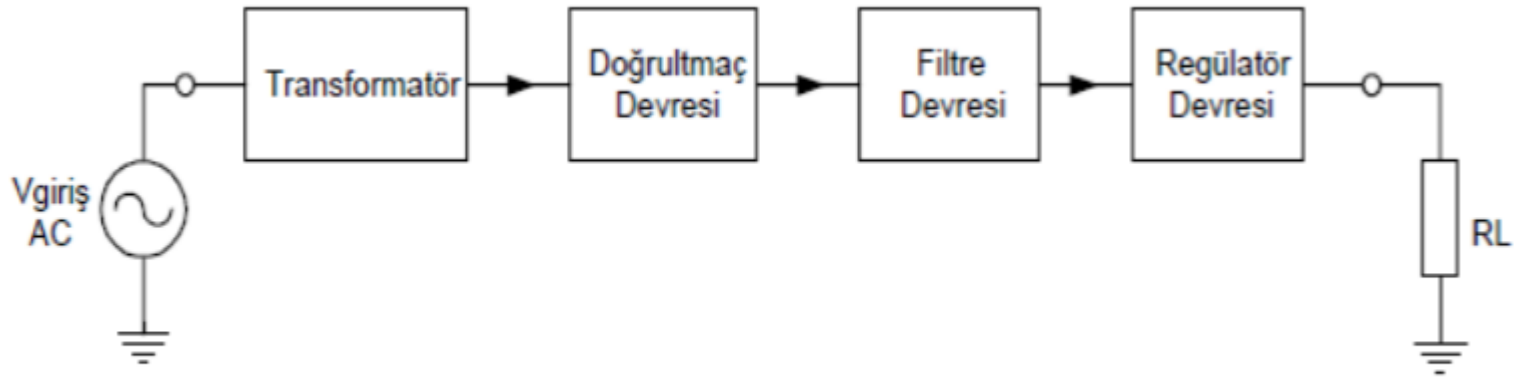 Vgiriş
AC
Transformatör
Doğrultmaç
Devresi
Filtre
Devresi
Regülatör
Devresi
RL